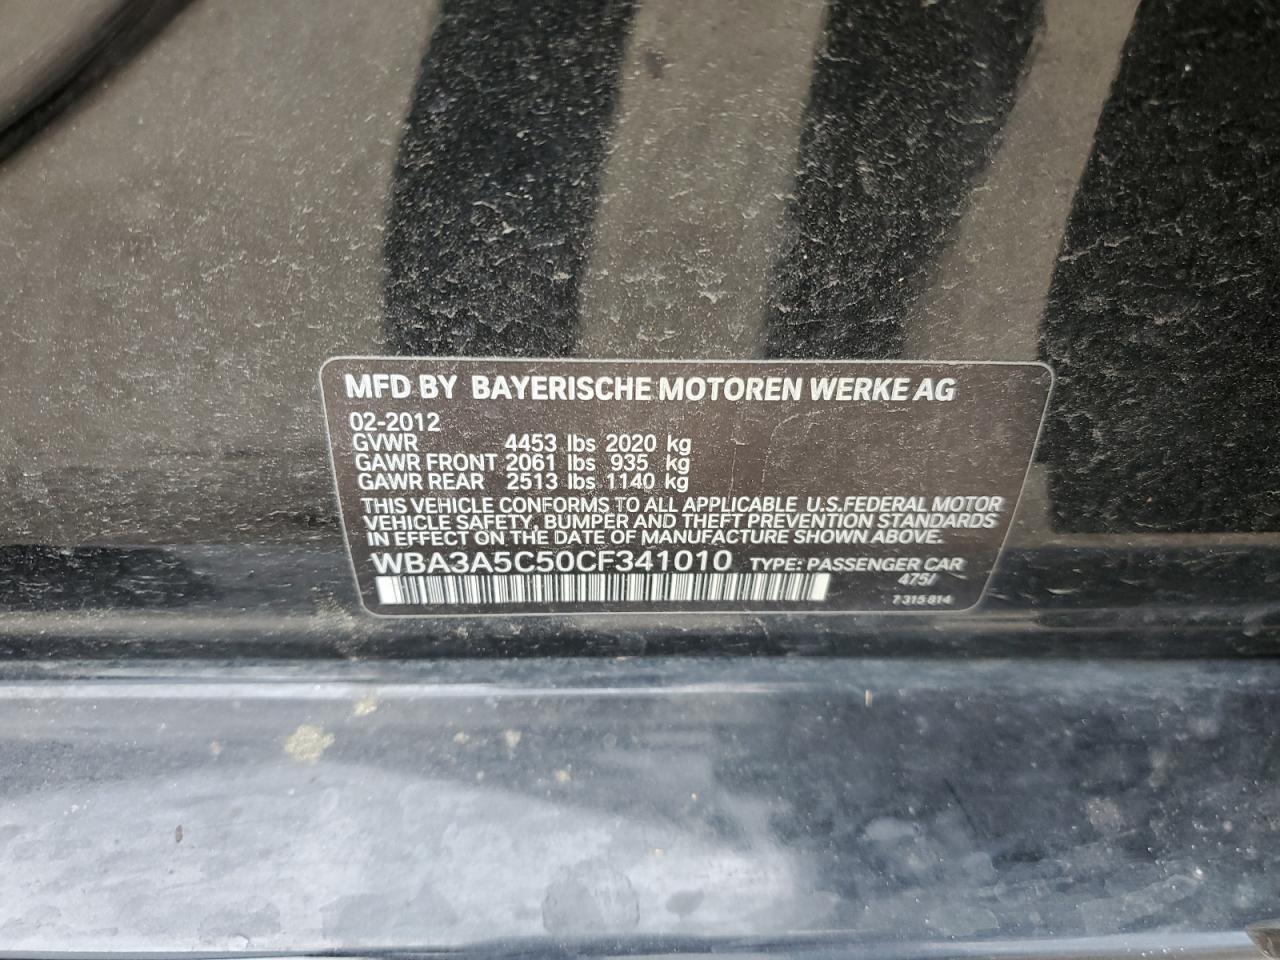 MFD BY BAYERISCHE MOTOREN WERKE AG
02-2012
GVWR 4453 lbs 2020 kg
GAWR FRONT 2061 lbs 935 kg
GAWR REAR 2513 lbs 1140 kg
THIS VEHICLE CONFORMS TO ALL APPLICABLE U.S.FEDERAL MOTOR
VEHICLE SAFETY, BUMPER AND THEFT PREVENTION STANDARDS
IN EFFECT ON THE DATE OF MANUFACTURE SHOWN ABOVE.
WBA3A5C50CF341010 TYPE: PASSENGER CAR
475/
7 315 814